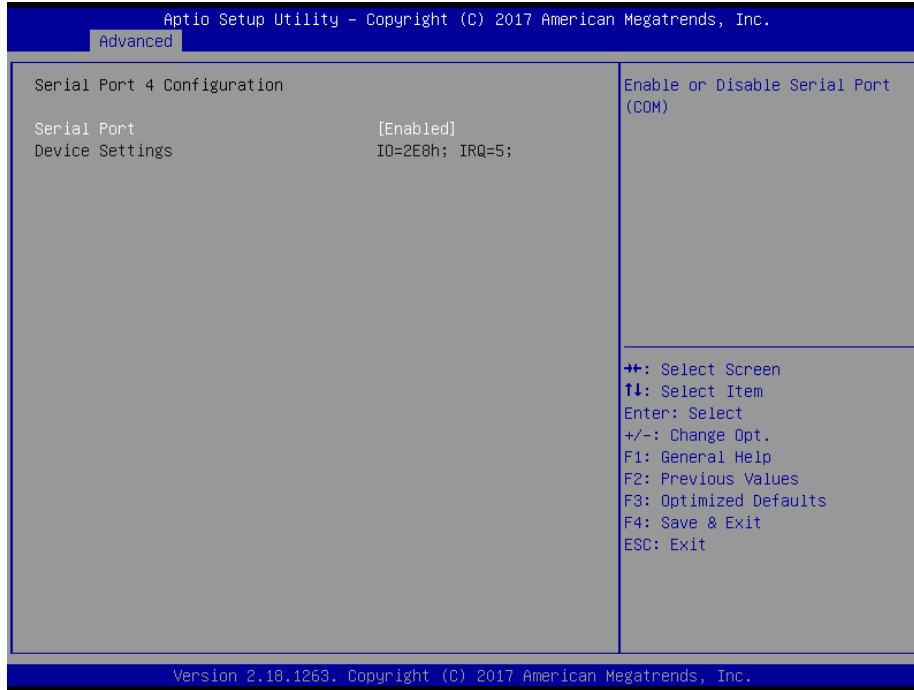 Aptio Setup Utility – Copyright (C) 2017 American Megatrends, Inc.
Advanced
Serial Port 4 Configuration
Serial Port [Enabled]
Device Settings IO=2E8h; IRQ=5;
Enable or Disable Serial Port
(COM)
→←: Select Screen
↑↓: Select Item
Enter: Select
+/-: Change Opt.
F1: General Help
F2: Previous Values
F3: Optimized Defaults
F4: Save & Exit
ESC: Exit
Version 2.18.1263. Copyright (C) 2017 American Megatrends, Inc.